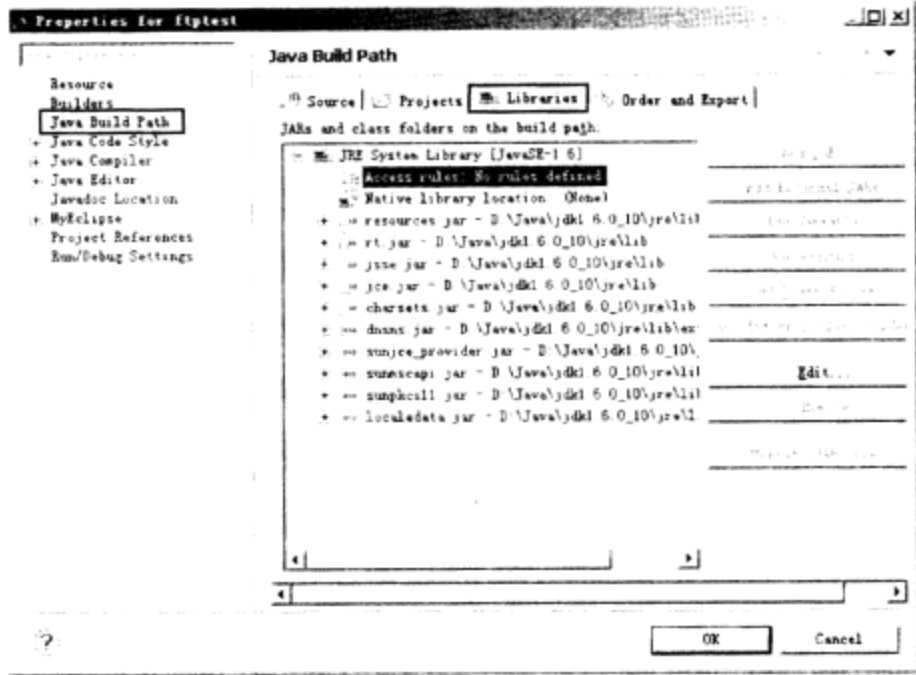 Properties for ftptest
Java Build Path
Resource
Builders
Java Build Path
Java Code Style
Java Compiler
Java Editor
Javadoc Location
MyEclipse
Project References
Run/Debug Settings
Source Projects Libraries Order and Export
JARs and class folders on the build path:
JRE System Library [JavaSE-1 6]
Access rules: No rules defined
Native library location: (None)
resources jar - D \Java\jdk1 6 0_10\jre\lib
rt.jar - D.\Java\jdk1 6.0_10\jre\lib
jsse jar - D \Java\jdk1 6 0_10\jre\lib
jce.jar - D \Java\jdk1 6 0_10\jre\lib
charsets jar - D \Java\jdk1 6 0_10\jre\lib
dnsns jar - D \Java\jdk1 6 0_10\jre\lib\ex
sunjce_provider jar - D:\Java\jdk1.6 0_10\
sunmscapi jar - D \Java\jdk1 6 0_10\jre\lib
sunpkcs11 jar - D \Java\jdk1 6 0_10\jre\lib
localedata jar - D \Java\jdk1 6.0_10\jre\l
Edit...
?
OK Cancel